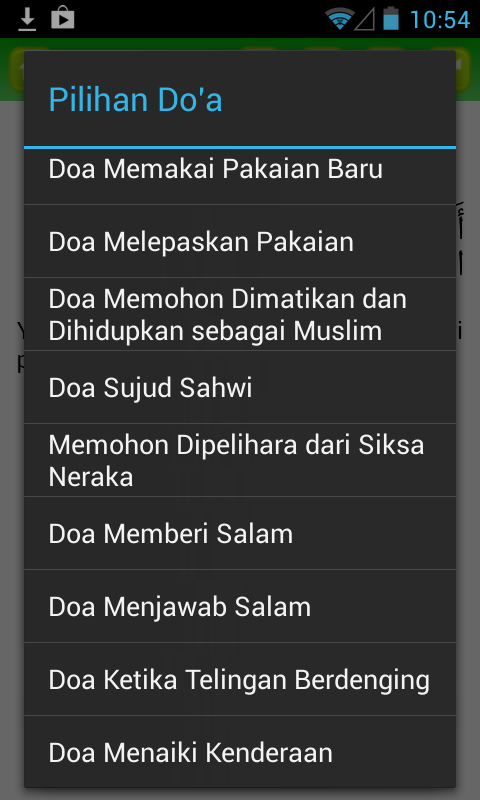 10:54
Pilihan Do'a
Doa Memakai Pakaian Baru
Doa Melepaskan Pakaian
Doa Memohon Dimatikan dan
Dihidupkan sebagai Muslim
Doa Sujud Sahwi
Memohon Dipelihara dari Siksa
Neraka
Doa Memberi Salam
Doa Menjawab Salam
Doa Ketika Telingan Berdenging
Doa Menaiki Kenderaan